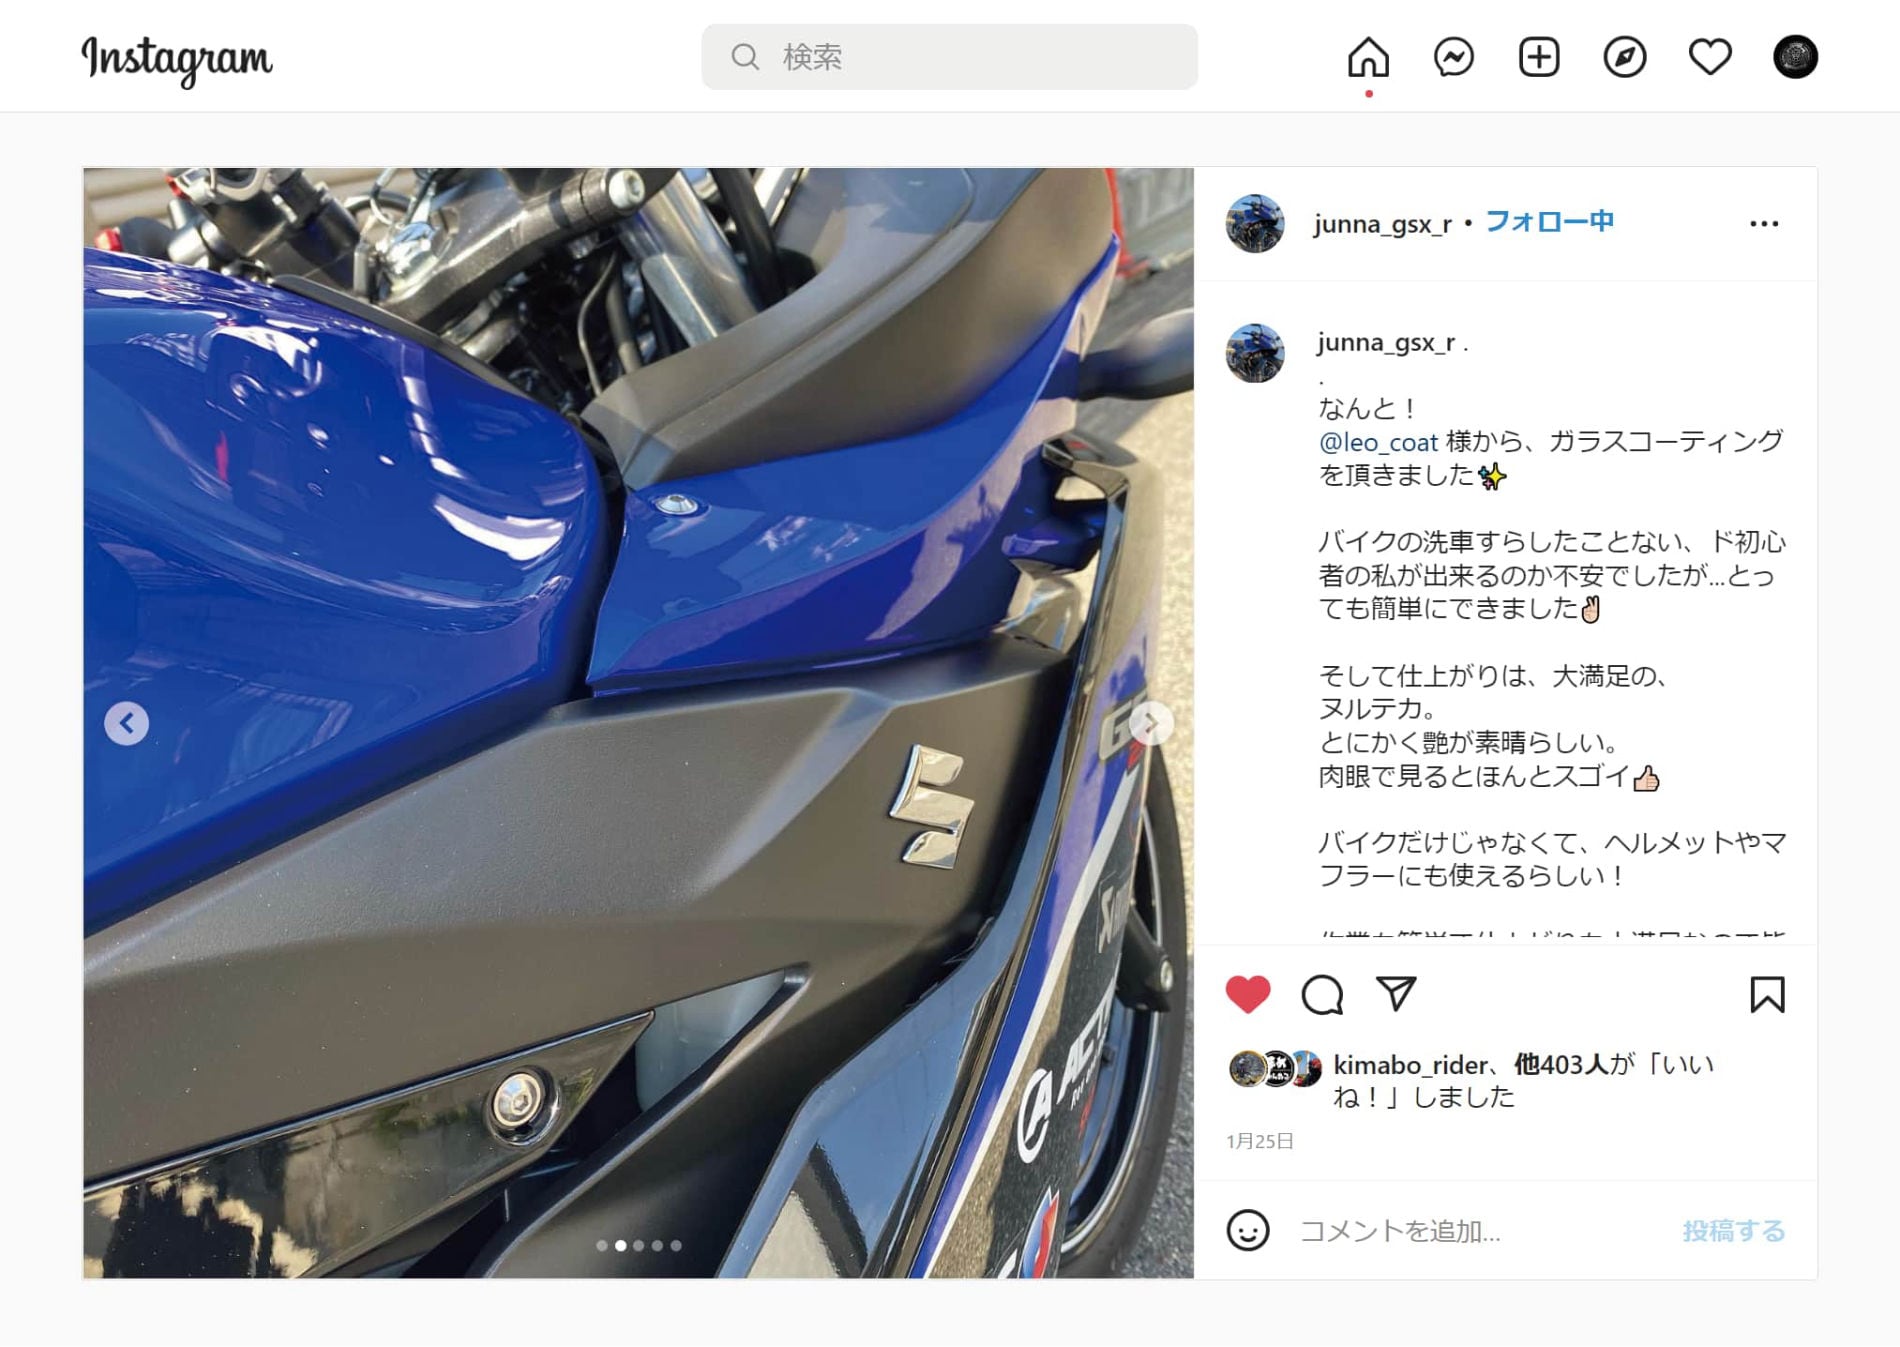 Instagram
検索
junna_gsx_r • フォロー中
junna_gsx_r .
.
なんと！
@leo_coat 様から、ガラスコーティング
を頂きました✨
バイクの洗車すらしたことない、ド初心
者の私が出来るのか不安でしたが...とっ
ても簡単にできました✌🏻
そして仕上がりは、大満足の、
ヌルテカ。
とにかく艶が素晴らしい。
肉眼で見るとほんとスゴイ👍🏻
バイクだけじゃなくて、ヘルメットやマ
フラーにも使えるらしい！
kimabo_rider、他403人が「いい
ね！」しました
1月25日
コメントを追加...
投稿する